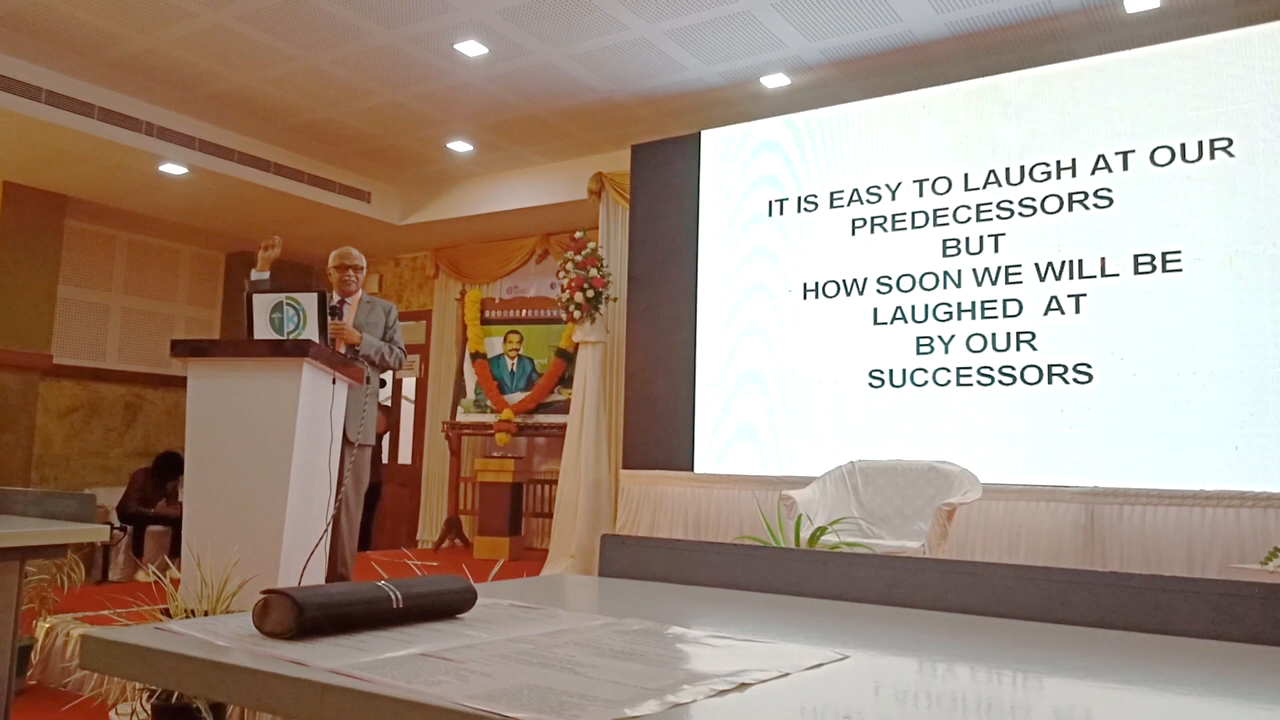 IT IS EASY TO LAUGH AT OUR
PREDECESSORS
BUT
HOW SOON WE WILL BE
LAUGHED AT
BY OUR
SUCCESSORS